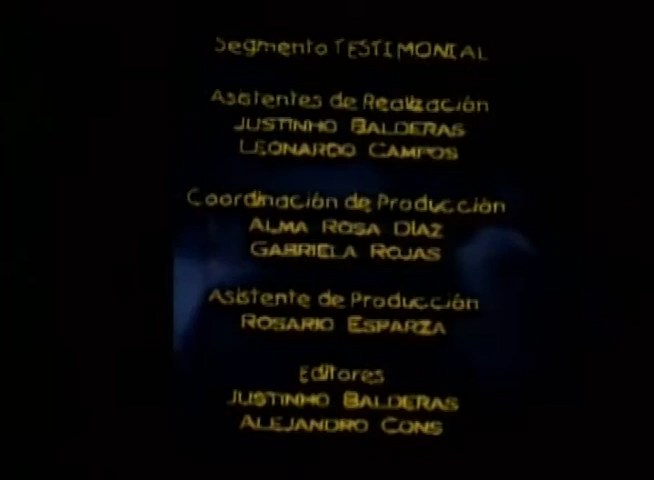 Segmento TESTIMONIAL
Asistentes de Realización
JUSTINHO BALDERAS
LEONARDO CAMPOS
Coordinación de Producción
ALMA ROSA DÍAZ
GABRIELA ROJAS
Asistente de Producción
ROSARIO ESPARZA
Editores
JUSTINHO BALDERAS
ALEJANDRO CONS